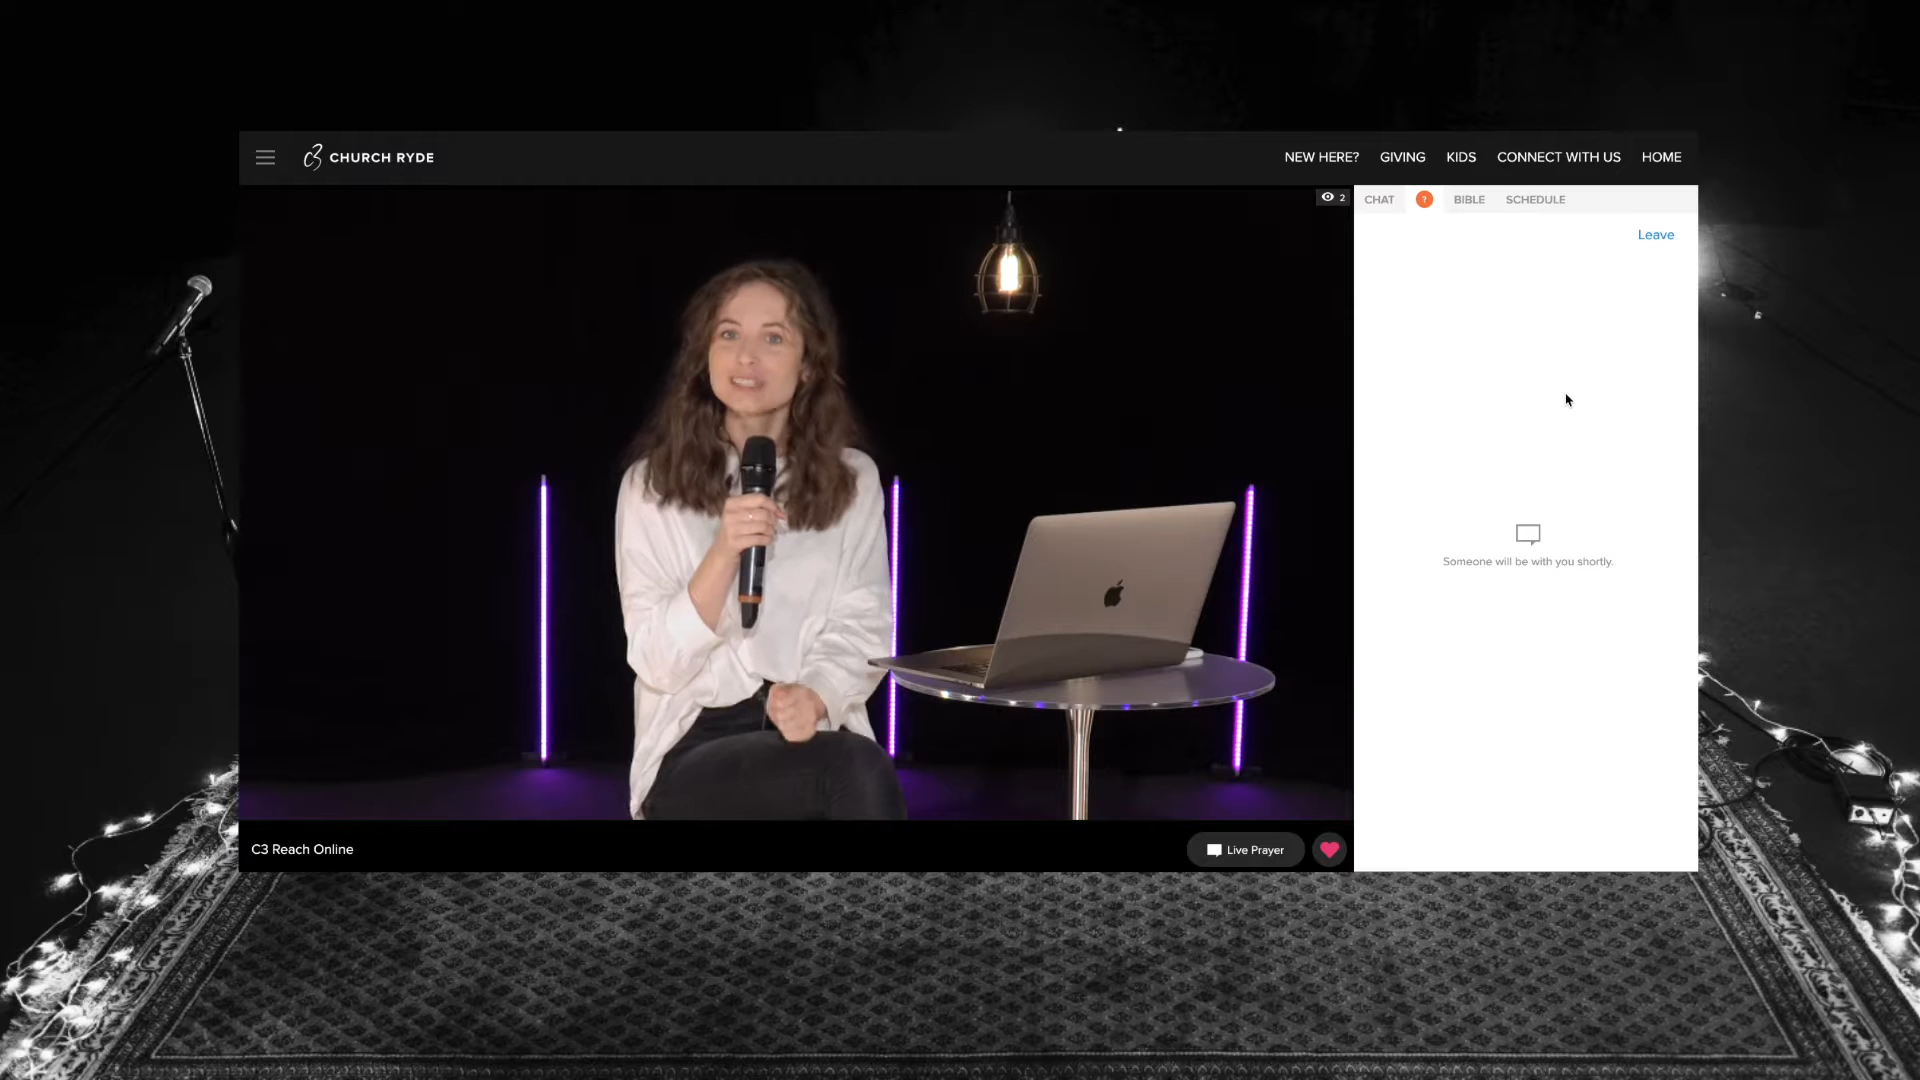 C3 CHURCH RYDE
NEW HERE? GIVING KIDS CONNECT WITH US HOME
2
CHAT ? BIBLE SCHEDULE
Leave
Someone will be with you shortly.
C3 Reach Online
Live Prayer